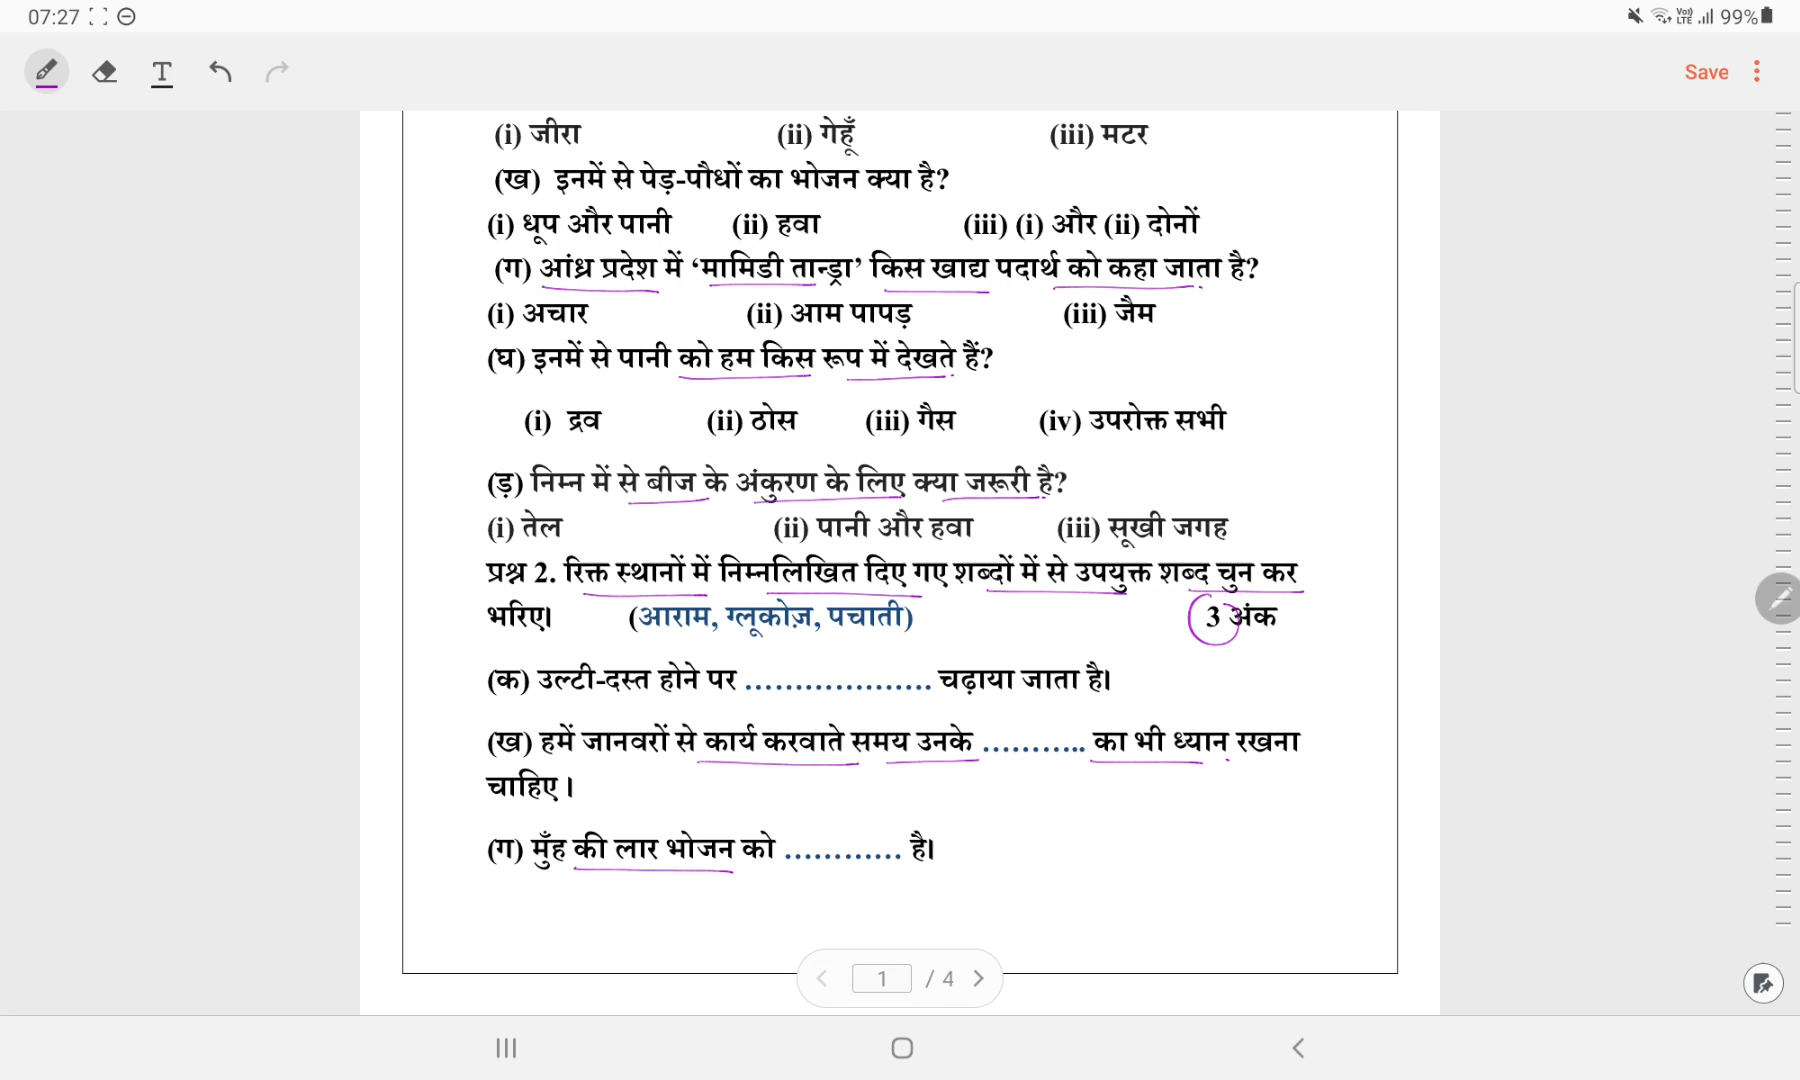 07:27 99%
Save
(i) जीरा (ii) गेहूँ (iii) मटर
(ख) इनमें से पेड़-पौधों का भोजन क्या है?
(i) धूप और पानी (ii) हवा (iii) (i) और (ii) दोनों
(ग) आंध्र प्रदेश में ‘मामिडी तान्ड्रा’ किस खाद्य पदार्थ को कहा जाता है?
(i) अचार (ii) आम पापड़ (iii) जैम
(घ) इनमें से पानी को हम किस रूप में देखते हैं?
(i) द्रव (ii) ठोस (iii) गैस (iv) उपरोक्त सभी
(ड़) निम्न में से बीज के अंकुरण के लिए क्या जरूरी है?
(i) तेल (ii) पानी और हवा (iii) सूखी जगह
प्रश्न 2. रिक्त स्थानों में निम्नलिखित दिए गए शब्दों में से उपयुक्त शब्द चुन कर
भरिए। (आराम, ग्लूकोज़, पचाती) 3 अंक
(क) उल्टी-दस्त होने पर ................... चढ़ाया जाता है।
(ख) हमें जानवरों से कार्य करवाते समय उनके ........... का भी ध्यान रखना
चाहिए ।
(ग) मुँह की लार भोजन को ............ है।
1 / 4